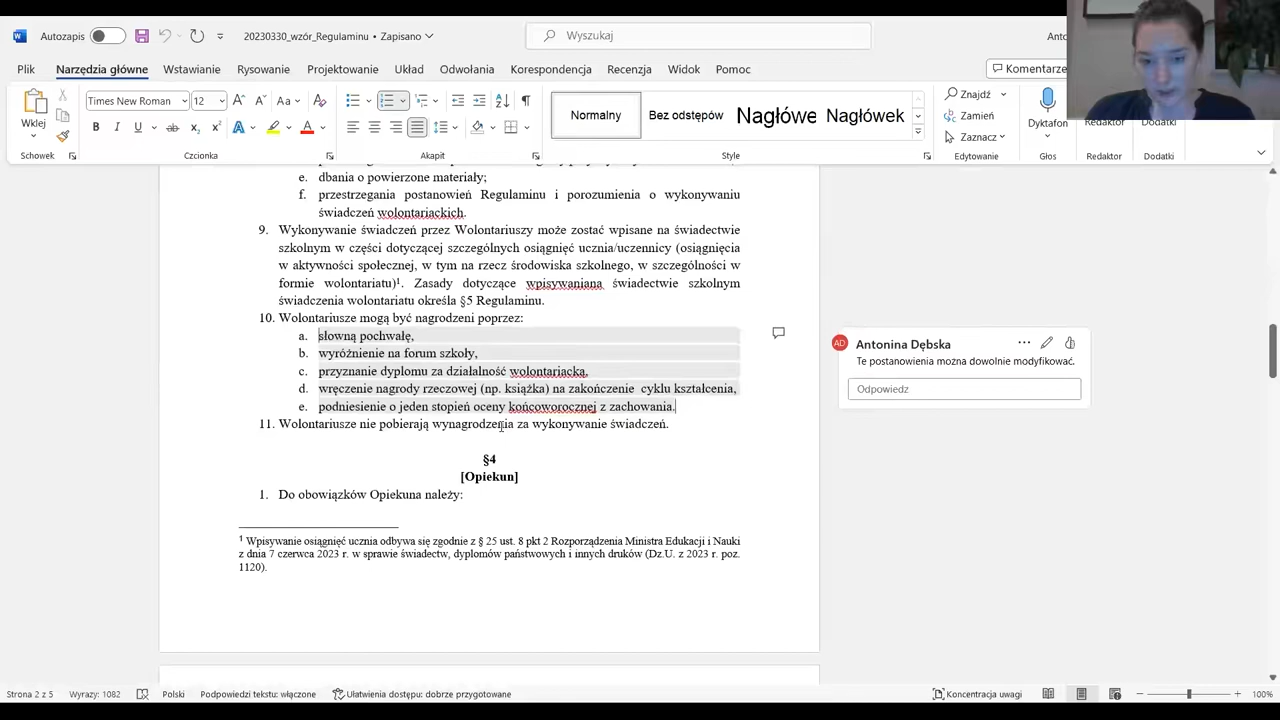 Autozapis
20230330_wzór_Regulaminu • Zapisano
Wyszukaj
Plik Narzędzia główne Wstawianie Rysowanie Projektowanie Układ Odwołania Korespondencja Recenzja Widok Pomoc
Komentarze
Wklej
Times New Roman 12
Normalny
Bez odstępów
Nagłówe
Nagłówek
Znajdź
Zamień
Zaznacz
Dyktafon
Redaktor
Dodatki
Schowek Czcionka Akapit Style Edytowanie Głos Redaktor Dodatki
e. dbania o powierzone materiały;
f. przestrzegania postanowień Regulaminu i porozumienia o wykonywaniu
świadczeń wolontariackich.
9. Wykonywanie świadczeń przez Wolontariuszy może zostać wpisane na świadectwie
szkolnym w części dotyczącej szczególnych osiągnięć ucznia/uczennicy (osiągnięcia
w aktywności społecznej, w tym na rzecz środowiska szkolnego, w szczególności w
formie wolontariatu)¹. Zasady dotyczące wpisywaniana świadectwie szkolnym
świadczenia wolontariatu określa §5 Regulaminu.
10. Wolontariusze mogą być nagrodzeni poprzez:
a. słowną pochwałę,
b. wyróżnienie na forum szkoły,
c. przyznanie dyplomu za działalność wolontariacką,
d. wręczenie nagrody rzeczowej (np. książka) na zakończenie cyklu kształcenia,
e. podniesienie o jeden stopień oceny końcoworocznej z zachowania.
11. Wolontariusze nie pobierają wynagrodzenia za wykonywanie świadczeń.
§4
[Opiekun]
1. Do obowiązków Opiekuna należy:
¹ Wpisywanie osiągnięć ucznia odbywa się zgodnie z § 25 ust. 8 pkt 2 Rozporządzenia Ministra Edukacji i Nauki
z dnia 7 czerwca 2023 r. w sprawie świadectw, dyplomów państwowych i innych druków (Dz.U. z 2023 r. poz.
1120).
AD Antonina Dębska
Te postanowienia można dowolnie modyfikować.
Odpowiedz
Strona 2 z 5 Wyrazy: 1082 Polski Podpowiedzi tekstu: włączone Ułatwienia dostępu: dobrze przygotowane Koncentracja uwagi 100%